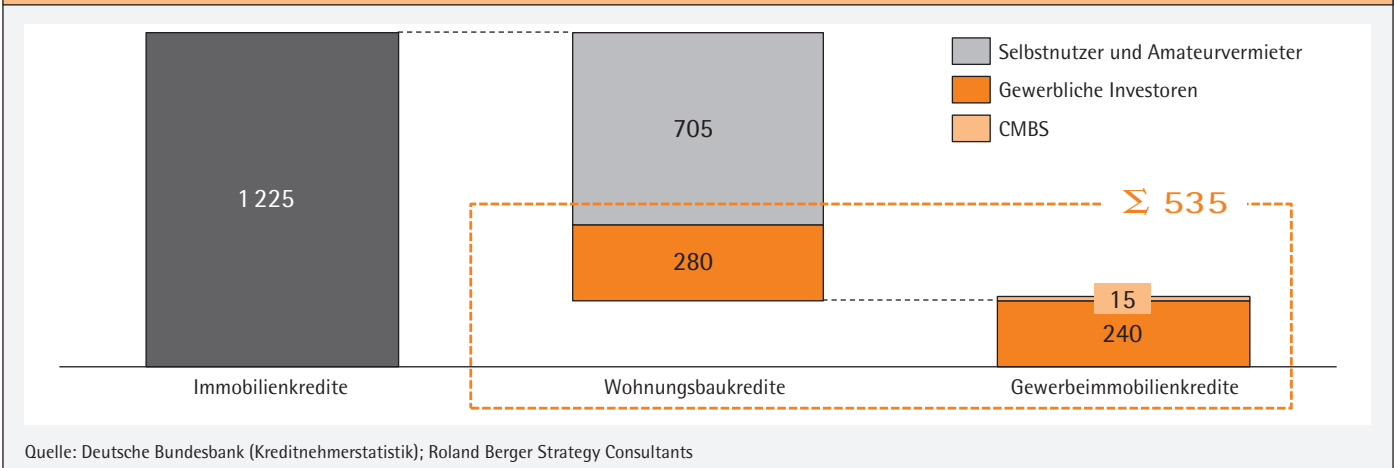 Selbstnutzer und Amateurvermieter
Gewerbliche Investoren
CMBS
705
1 225
Σ 535
280
15
240
Immobilienkredite
Wohnungsbaukredite
Gewerbeimmobilienkredite
Quelle: Deutsche Bundesbank (Kreditnehmerstatistik); Roland Berger Strategy Consultants